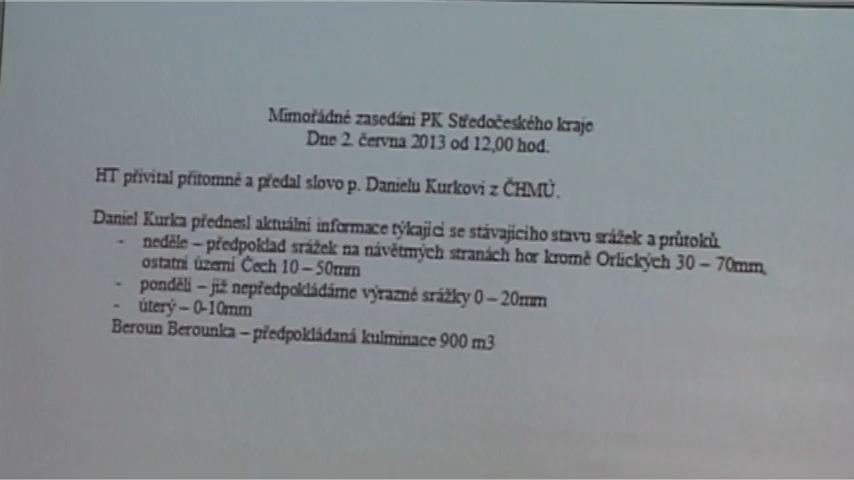 Mimořádné zasedání PK Středočeského kraje
Dne 2. června 2013 od 12,00 hod.
HT přivítal přítomné a předal slovo p. Danielu Kurkovi z ČHMÚ.
Daniel Kurka přednesl aktuální informace týkající se stávajícího stavu srážek a průtoků.
- neděle – předpoklad srážek na návětrných stranách hor kromě Orlických 30 – 70mm,
ostatní území Čech 10 – 50mm
- pondělí – již nepředpokládáme výrazné srážky 0 – 20mm
- úterý – 0-10mm
Beroun Berounka – předpokládaná kulminace 900 m3